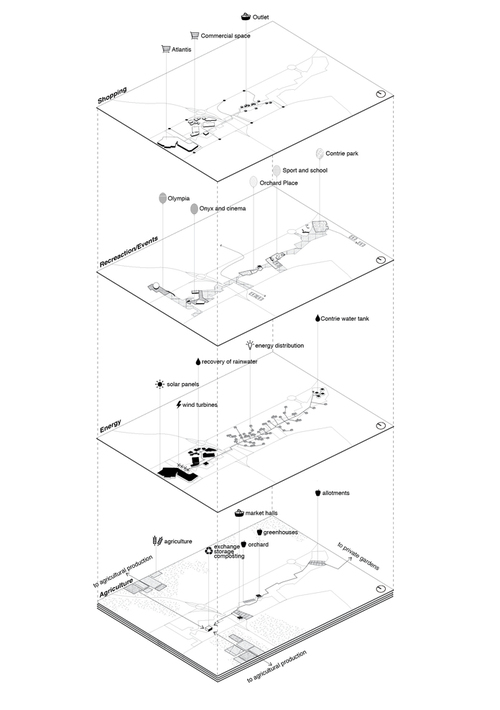 Outlet
Commercial space
Atlantis
Shopping
Contrie park
Sport and school
Orchard Place
Olympia
Onyx and cinema
Recreaction/Events
Contrie water tank
energy distribution
recovery of rainwater
solar panels
wind turbines
Energy
allotments
market halls
greenhouses
agriculture
orchard
exchange
storage
composting
to private gardens
to agricultural production
Agriculture
to agricultural production